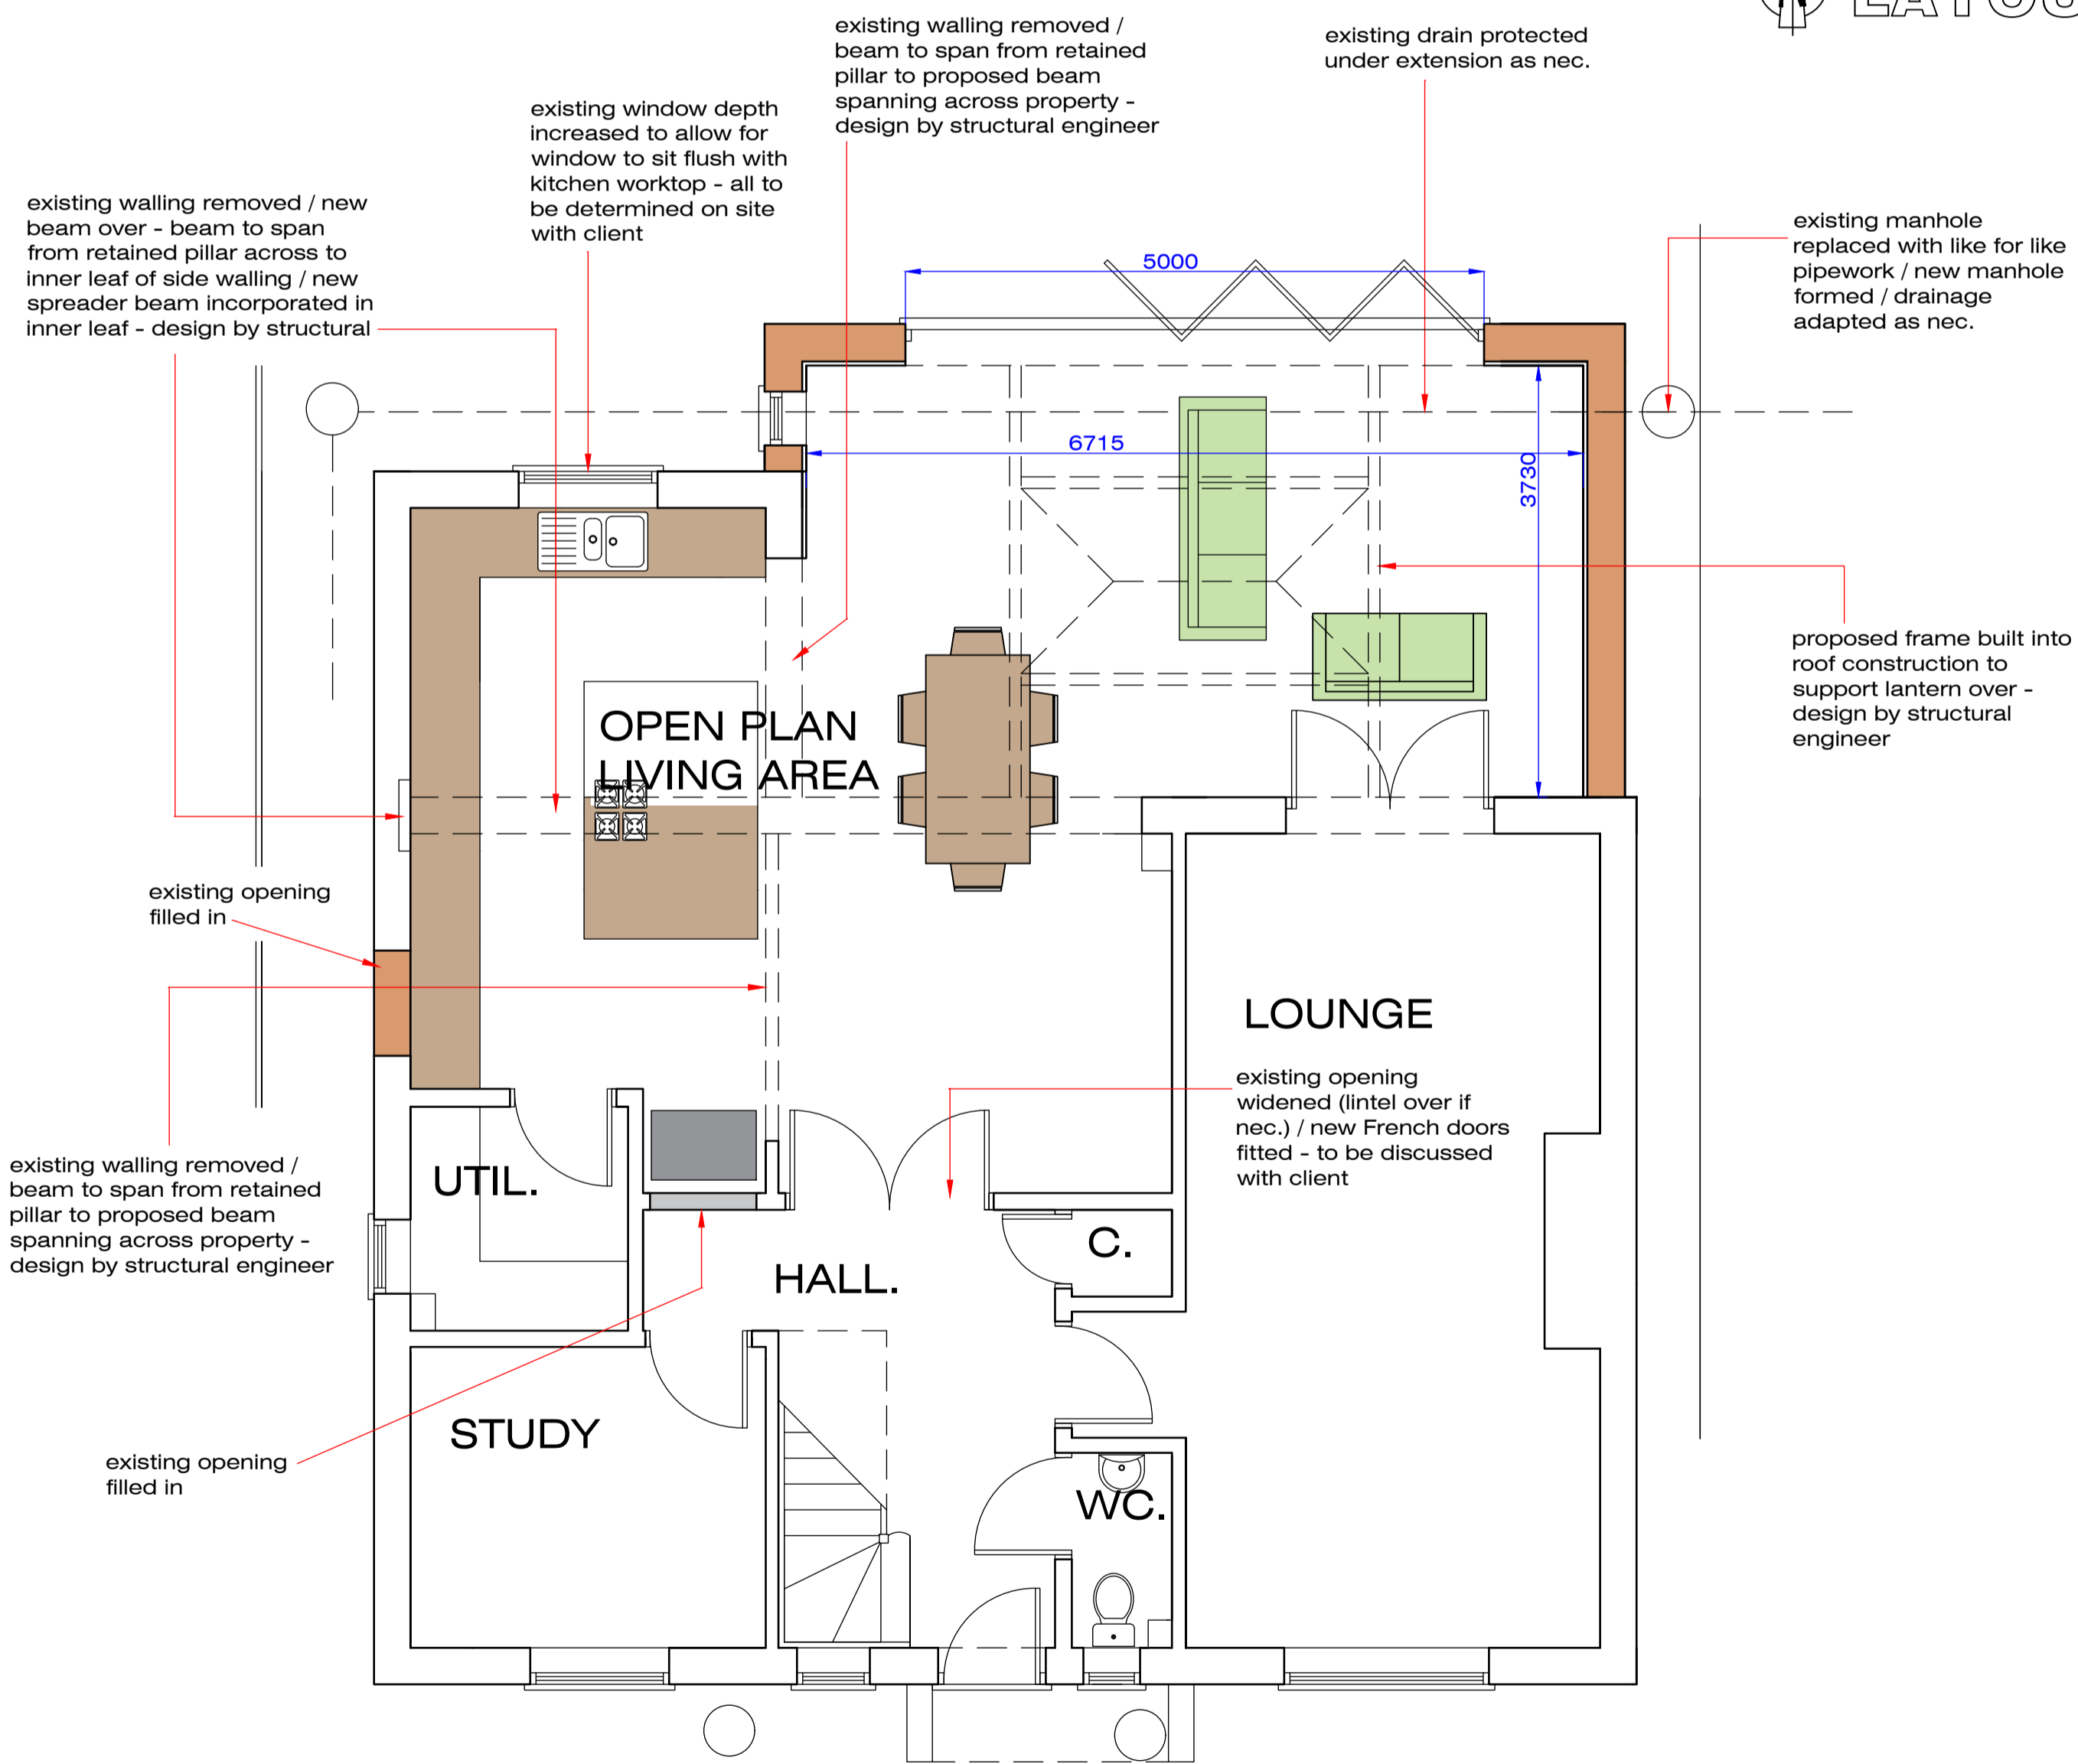 existing walling removed /
beam to span from retained
pillar to proposed beam
spanning across property -
design by structural engineer
existing drain protected
under extension as nec.
existing window depth
increased to allow for
window to sit flush with
kitchen worktop - all to
be determined on site
with client
existing walling removed / new
beam over - beam to span
from retained pillar across to
inner leaf of side walling / new
spreader beam incorporated in
inner leaf - design by structural
existing manhole
replaced with like for like
pipework / new manhole
formed / drainage
adapted as nec.
5000
6715
3730
proposed frame built into
roof construction to
support lantern over -
design by structural
engineer
OPEN PLAN
LIVING AREA
existing opening
filled in
LOUNGE
existing opening
widened (lintel over if
nec.) / new French doors
fitted - to be discussed
with client
existing walling removed /
beam to span from retained
pillar to proposed beam
spanning across property -
design by structural engineer
UTIL.
C.
HALL.
STUDY
existing opening
filled in
WC.